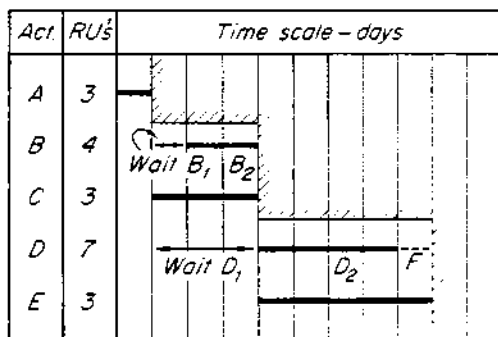 Act. RU's Time scale – days
A 3
B 4 Wait B1 B2
C 3
D 7 Wait D1 D2 F
E 3